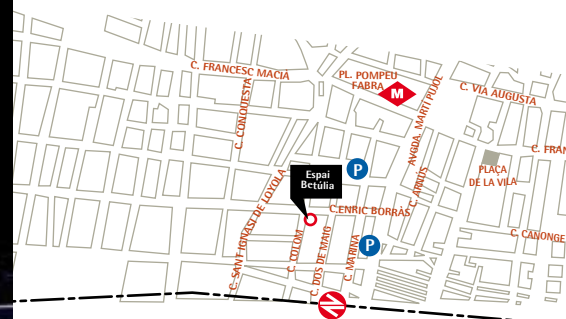 C. FRANCESC MACIÀ
PL. POMPEU
FABRA
M
C. VIA AUGUSTA
AVGDA. MARTÍ PUJOL
C. CONQUESTA
C. FRAN
PLAÇA
DE LA VILA
P
Espai
Betúlia
C. SANT IGNASI DE LOYOLA
C. ARNÚS
C.ENRIC BORRÀS
C. COLOM
C. DOS DE MAIG
C. MARINA
P
C. CANONGE